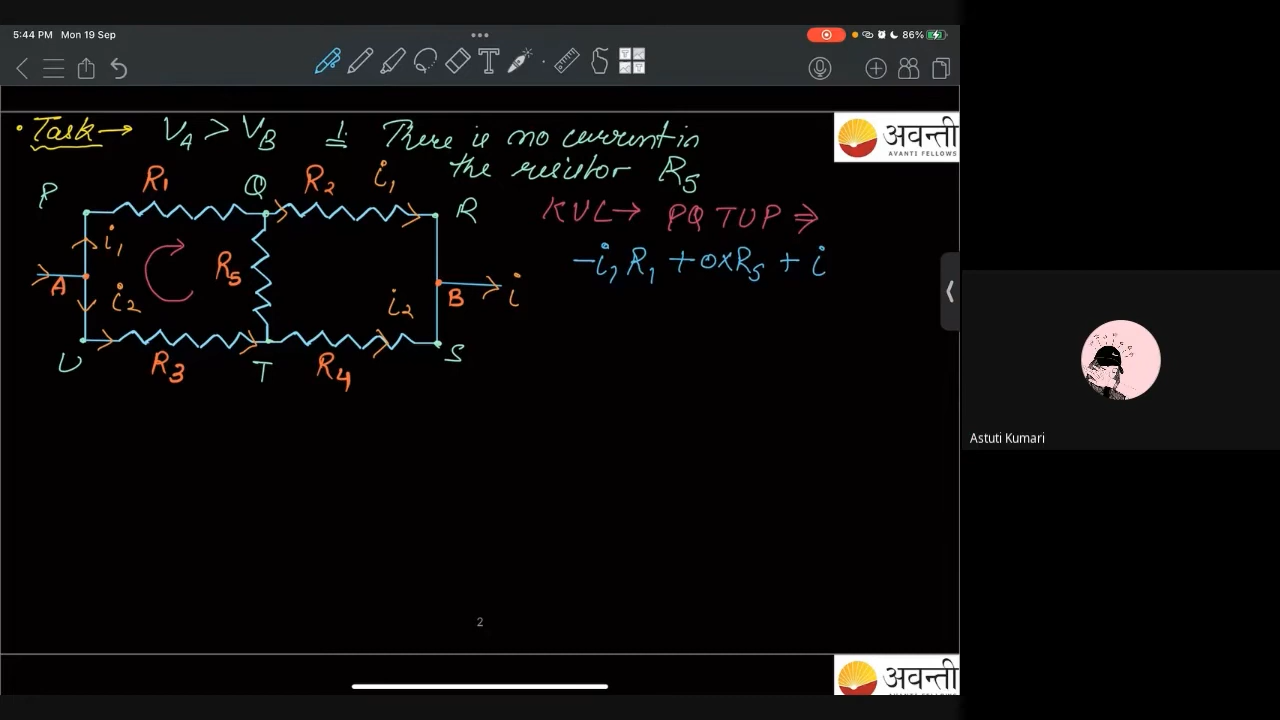 5:44 PM Mon 19 Sep
86%
• Task → V_A > V_B & There is no current in
the resistor R5
अवन्ती
AVANTI FELLOWS
P R1 Q R2 i1 R
KVL → PQTUP ⇒
-i1 R1 + 0×R5 + i
i1
R5
A i2 i2 B i
U R3 T R4 S
Astuti Kumari
2
अवन्ती